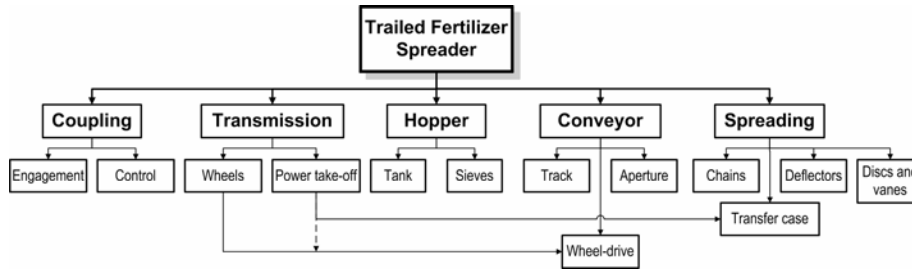 Trailed Fertilizer
Spreader
Coupling
Transmission
Hopper
Conveyor
Spreading
Engagement
Control
Wheels
Power take-off
Tank
Sieves
Track
Aperture
Chains
Deflectors
Discs and
vanes
Transfer case
Wheel-drive